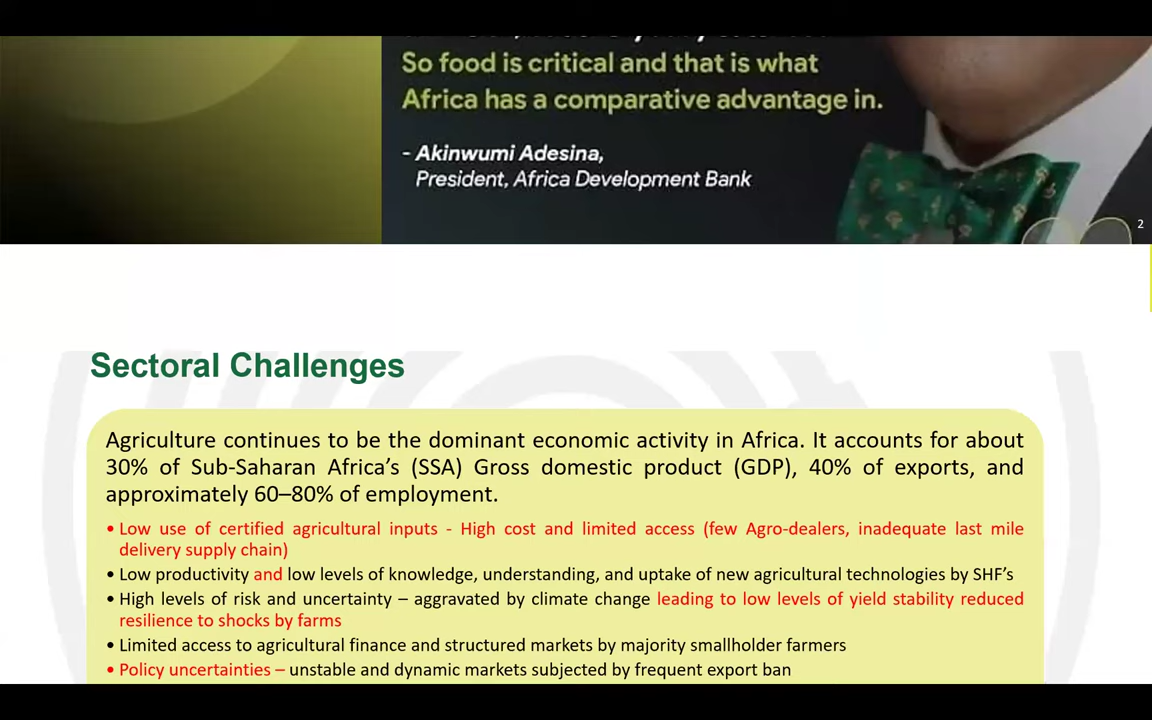 So food is critical and that is what
Africa has a comparative advantage in.
- Akinwumi Adesina,
President, Africa Development Bank
2
Sectoral Challenges
Agriculture continues to be the dominant economic activity in Africa. It accounts for about
30% of Sub-Saharan Africa's (SSA) Gross domestic product (GDP), 40% of exports, and
approximately 60–80% of employment.
• Low use of certified agricultural inputs - High cost and limited access (few Agro-dealers, inadequate last mile
delivery supply chain)
• Low productivity and low levels of knowledge, understanding, and uptake of new agricultural technologies by SHF's
• High levels of risk and uncertainty – aggravated by climate change leading to low levels of yield stability reduced
resilience to shocks by farms
• Limited access to agricultural finance and structured markets by majority smallholder farmers
• Policy uncertainties – unstable and dynamic markets subjected by frequent export ban